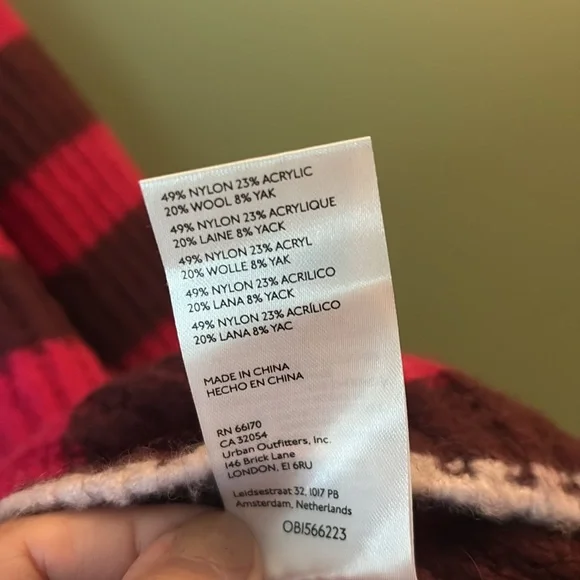 49% NYLON 23% ACRYLIC
20% WOOL 8% YAK
49% NYLON 23% ACRYLIQUE
20% LAINE 8% YACK
49% NYLON 23% ACRYL
20% WOLLE 8% YAK
49% NYLON 23% ACRILICO
20% LANA 8% YACK
49% NYLON 23% ACRÍLICO
20% LANA 8% YAC
MADE IN CHINA
HECHO EN CHINA
RN 66170
CA 32054
Urban Outfitters, Inc.
146 Brick Lane
LONDON, E1 6RU
Leidsestraat 32, 1017 PB
Amsterdam, Netherlands
OB1566223